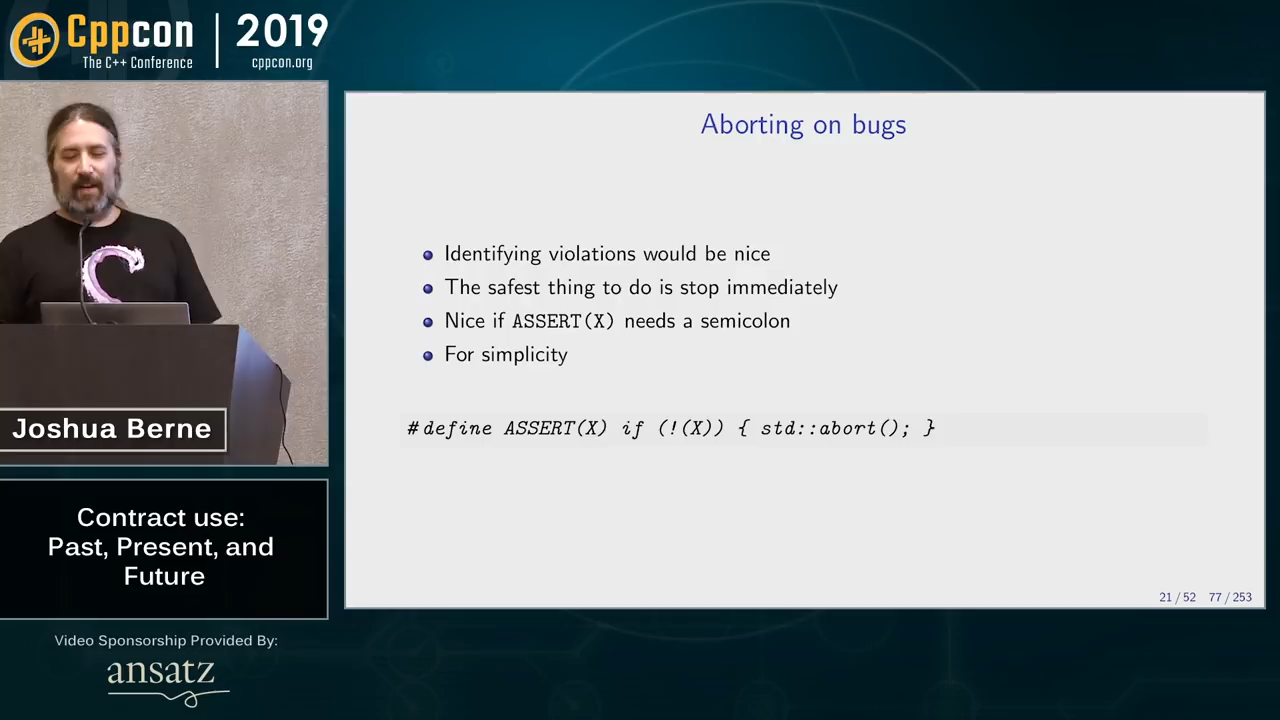 Cppcon | 2019
The C++ Conference cppcon.org
Aborting on bugs
Identifying violations would be nice
The safest thing to do is stop immediately
Nice if ASSERT(X) needs a semicolon
For simplicity
#define ASSERT(X) if (!(X)) { std::abort(); }
21 / 52 77 / 253
Joshua Berne
Contract use:
Past, Present, and
Future
Video Sponsorship Provided By:
ansatz